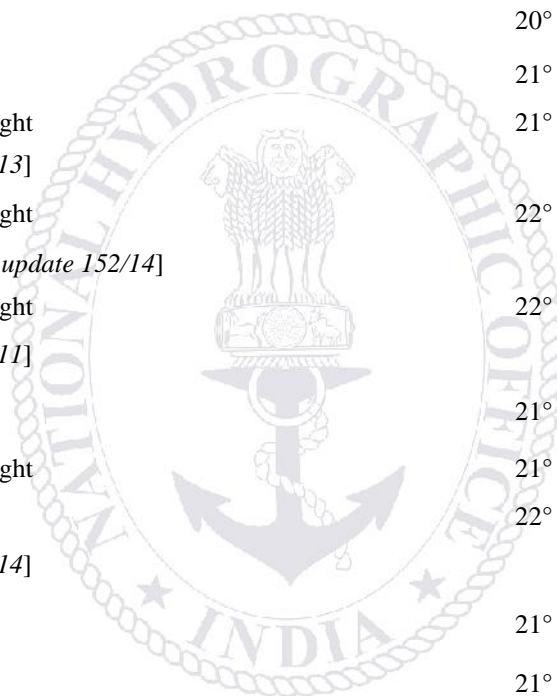 20°
21°
ght 21°
13]
ght 22°
update 152/14]
ght 22°
11]
21°
ght 21°
22°
14]
21°
21°
NATIONAL HYDROGRAPHIC OFFICE
INDIA